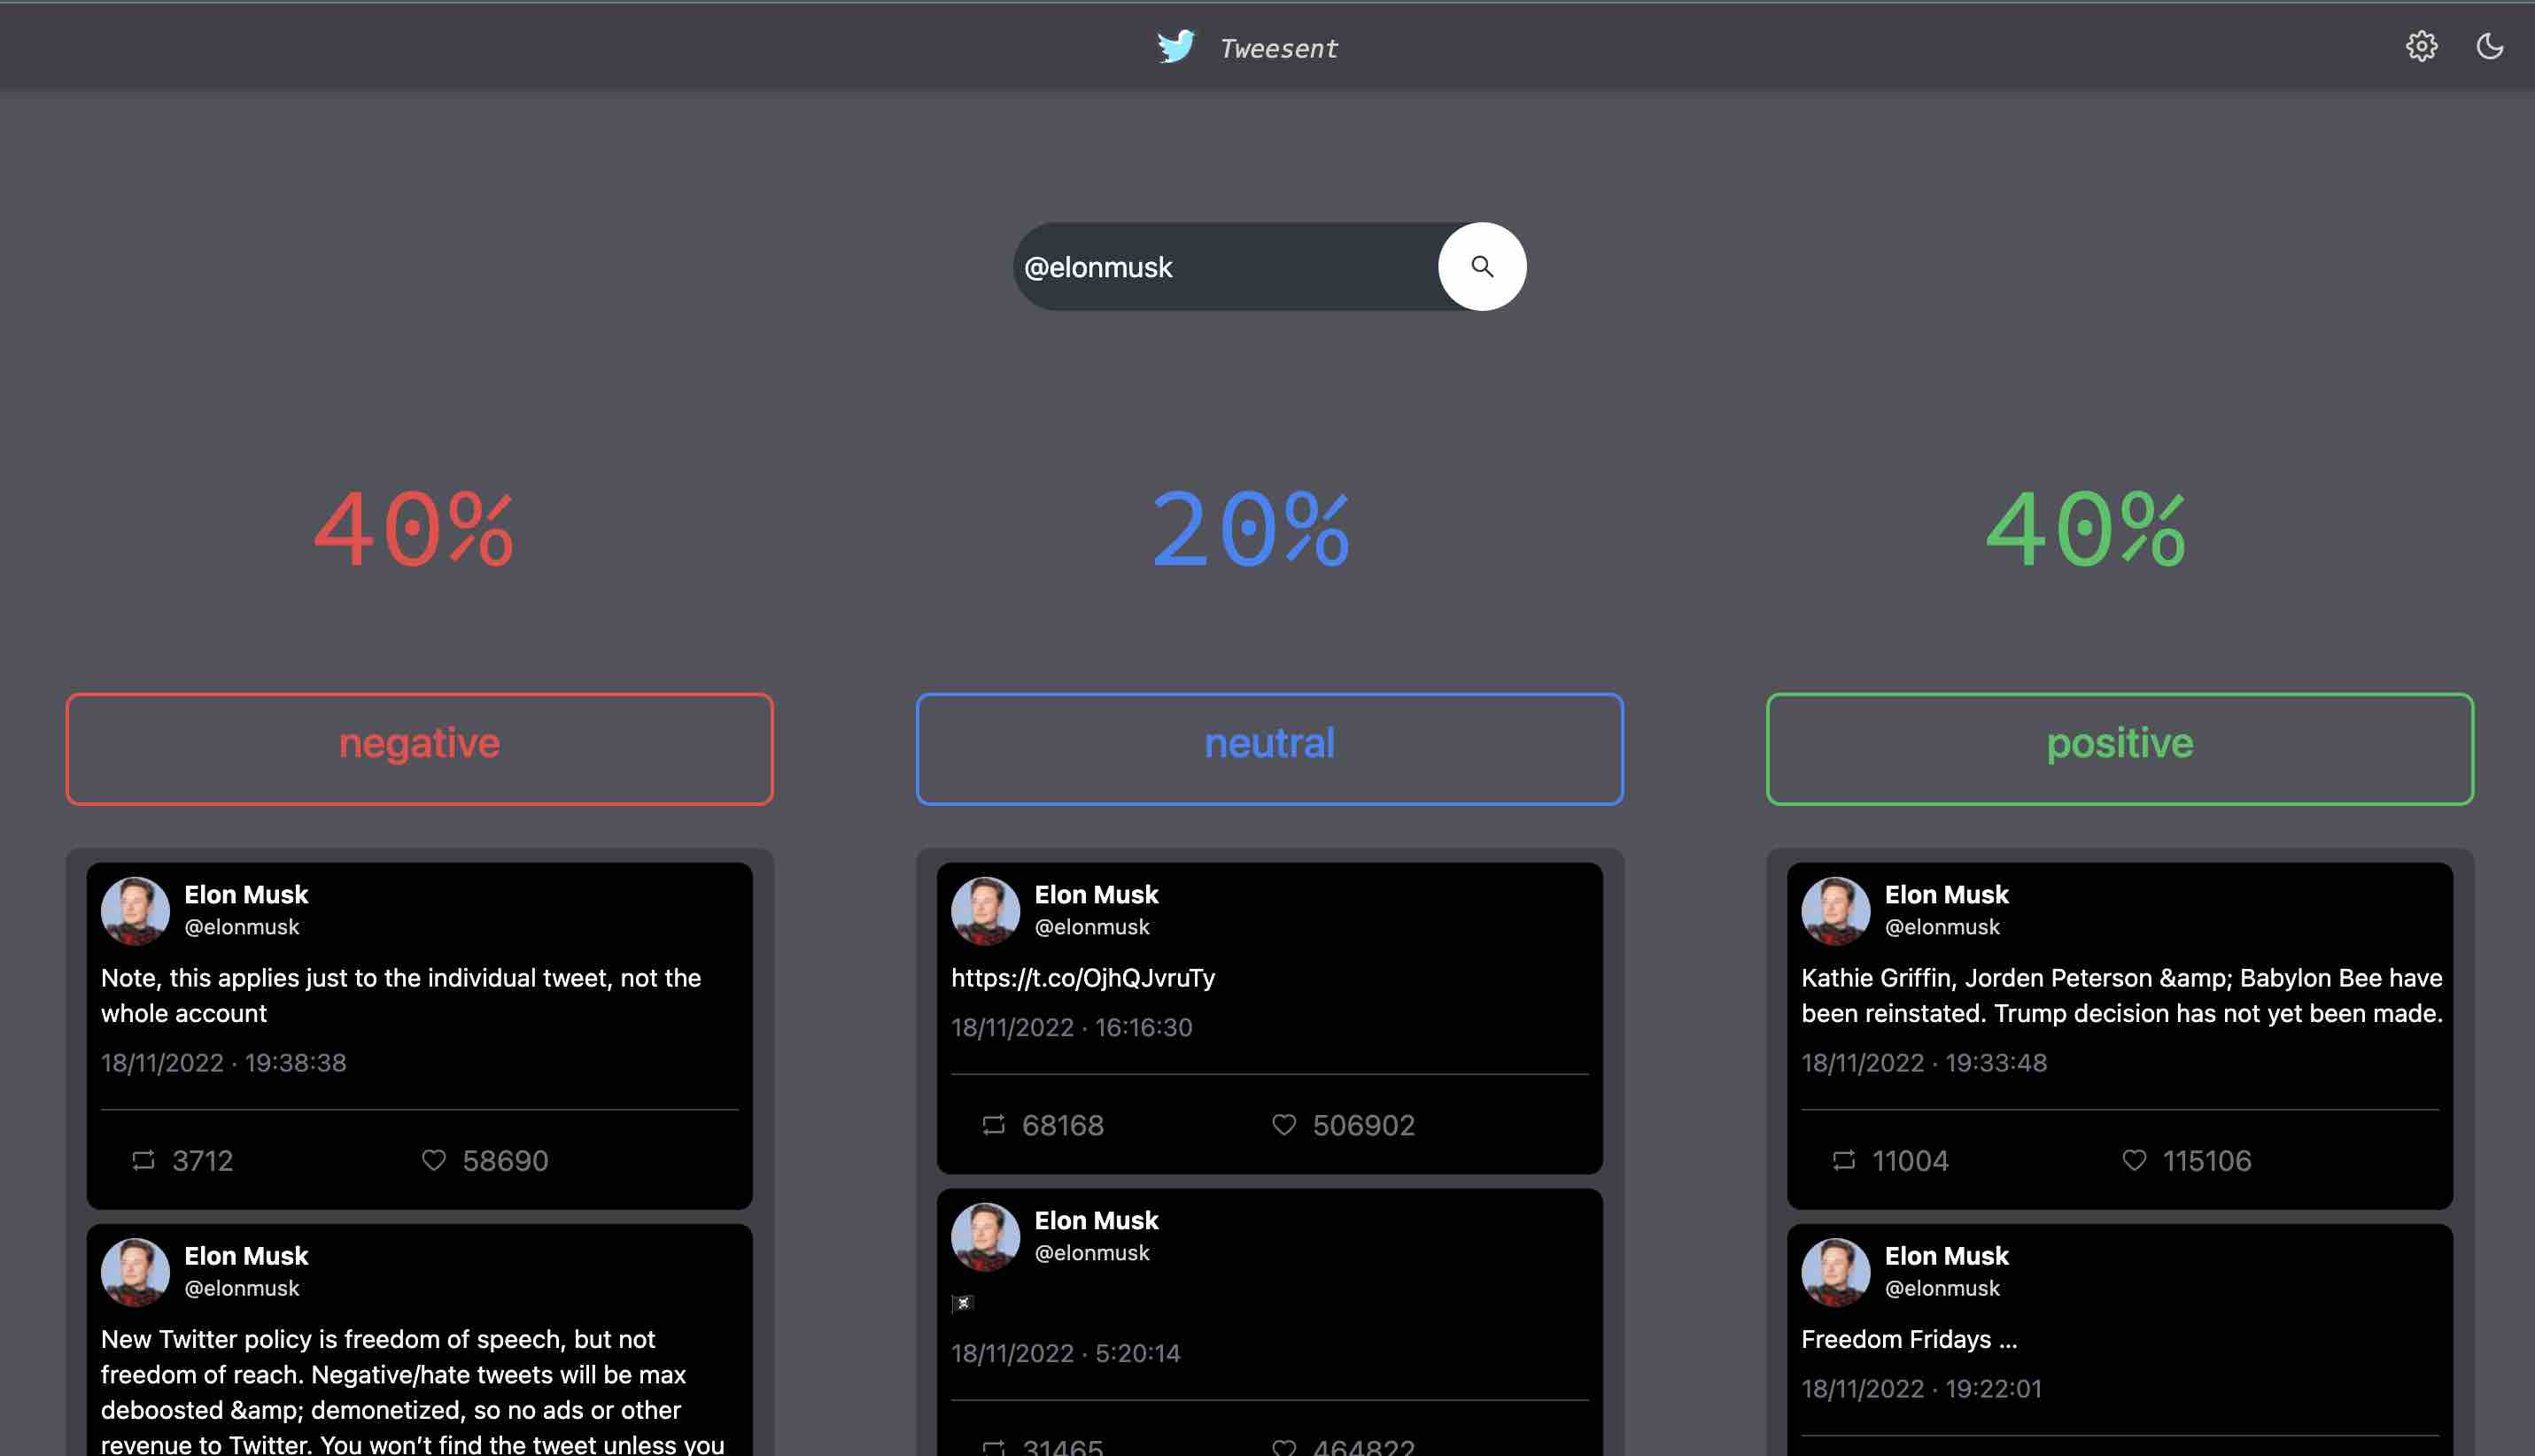 Tweesent
@elonmusk
40%
20%
40%
negative
neutral
positive
Elon Musk
@elonmusk
Note, this applies just to the individual tweet, not the
whole account
18/11/2022 · 19:38:38
3712
58690
Elon Musk
@elonmusk
New Twitter policy is freedom of speech, but not
freedom of reach. Negative/hate tweets will be max
deboosted &amp; demonetized, so no ads or other
revenue to Twitter. You won’t find the tweet unless you
Elon Musk
@elonmusk
https://t.co/OjhQJvruTy
18/11/2022 · 16:16:30
68168
506902
Elon Musk
@elonmusk
🏴‍☠️
18/11/2022 · 5:20:14
31465
464822
Elon Musk
@elonmusk
Kathie Griffin, Jorden Peterson &amp; Babylon Bee have
been reinstated. Trump decision has not yet been made.
18/11/2022 · 19:33:48
11004
115106
Elon Musk
@elonmusk
Freedom Fridays ...
18/11/2022 · 19:22:01